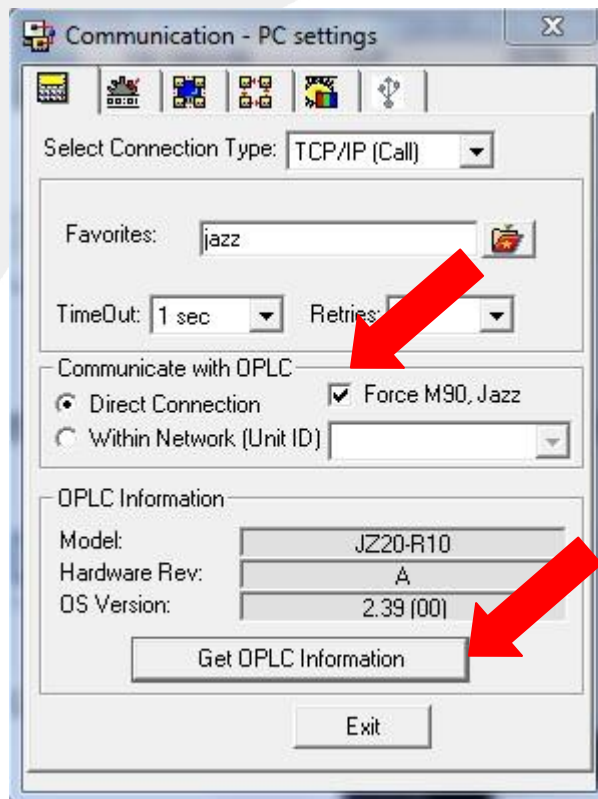 Communication - PC settings
Select Connection Type: TCP/IP (Call)
Favorites: jazz
TimeOut: 1 sec Retries:
Communicate with OPLC
Direct Connection Force M90, Jazz
Within Network (Unit ID)
OPLC Information
Model: JZ20-R10
Hardware Rev: A
OS Version: 2.39 (00)
Get OPLC Information
Exit